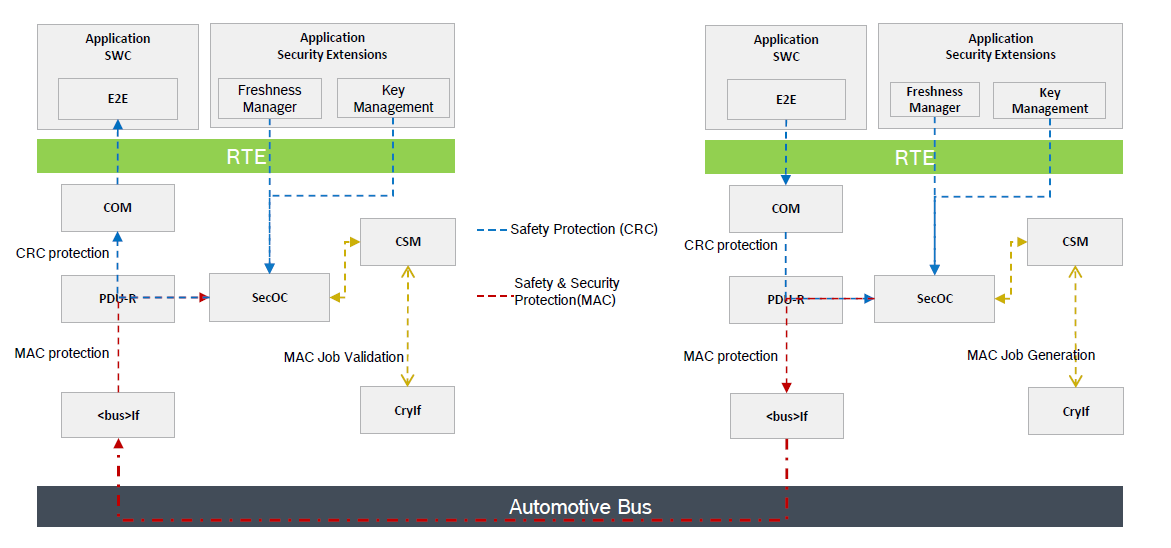 Application
SWC
E2E
Application
Security Extensions
Freshness
Manager
Key
Management
RTE
COM
CRC protection
CSM
PDU-R
SecOC
MAC protection
MAC Job Validation
<bus>If
CryIf
Safety Protection (CRC)
Safety & Security
Protection(MAC)
Application
SWC
E2E
Application
Security Extensions
Freshness
Manager
Key
Management
RTE
COM
CRC protection
CSM
PDU-R
SecOC
MAC protection
MAC Job Generation
<bus>If
CryIf
Automotive Bus